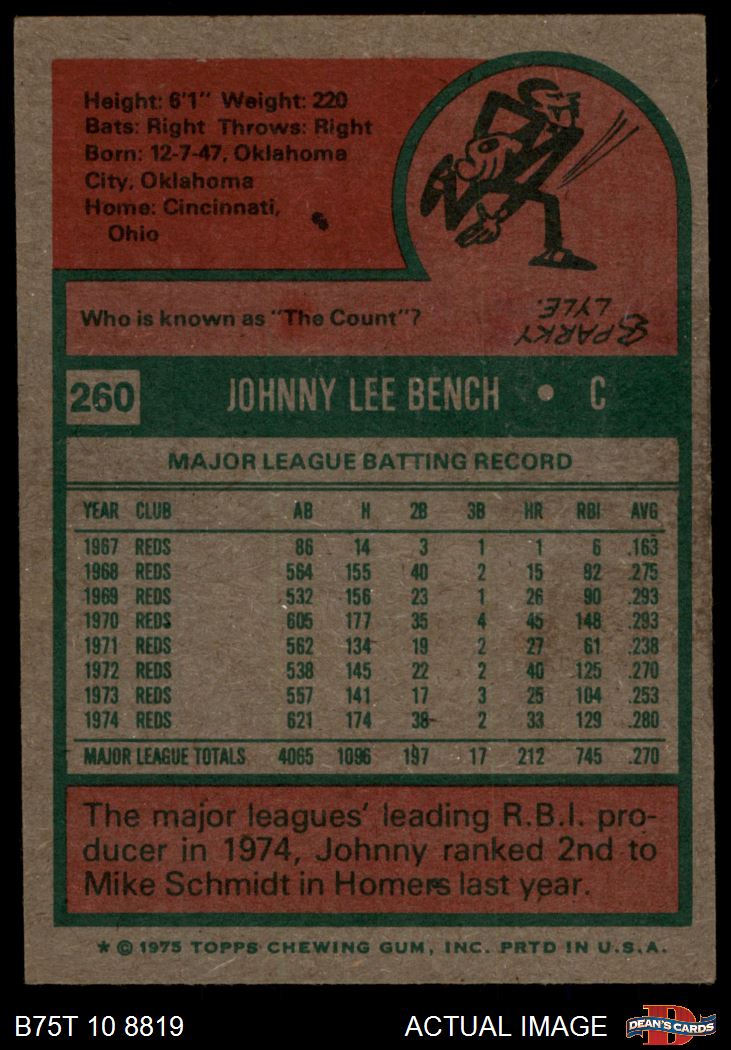 Height: 6'1" Weight: 220
Bats: Right Throws: Right
Born: 12-7-47, Oklahoma
City, Oklahoma
Home: Cincinnati,
Ohio
Who is known as "The Count"?
SPARKY
LYLE.
260 JOHNNY LEE BENCH • C
MAJOR LEAGUE BATTING RECORD
YEAR CLUB AB H 2B 3B HR RBI AVG
1967 REDS 86 14 3 1 1 6 .163
1968 REDS 564 155 40 2 15 82 .275
1969 REDS 532 156 23 1 26 90 .293
1970 REDS 605 177 35 4 45 148 .293
1971 REDS 562 134 19 2 27 61 .238
1972 REDS 538 145 22 2 40 125 .270
1973 REDS 557 141 17 3 25 104 .253
1974 REDS 621 174 38 2 33 129 .280
MAJOR LEAGUE TOTALS 4065 1096 197 17 212 745 .270
The major leagues' leading R.B.I. pro-
ducer in 1974, Johnny ranked 2nd to
Mike Schmidt in Homers last year.
* © 1975 TOPPS CHEWING GUM, INC. PRTD IN U.S.A.
B75T 10 8819 ACTUAL IMAGE DEAN'S CARDS